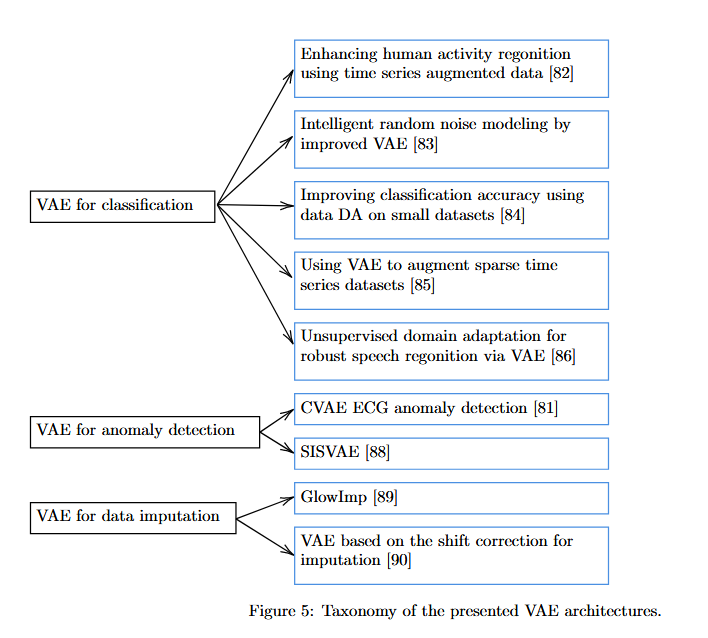 Enhancing human activity regonition
using time series augmented data [82]
Intelligent random noise modeling by
improved VAE [83]
VAE for classification
Improving classification accuracy using
data DA on small datasets [84]
Using VAE to augment sparse time
series datasets [85]
Unsupervised domain adaptation for
robust speech regonition via VAE [86]
VAE for anomaly detection
CVAE ECG anomaly detection [81]
SISVAE [88]
VAE for data imputation
GlowImp [89]
VAE based on the shift correction for
imputation [90]
Figure 5: Taxonomy of the presented VAE architectures.